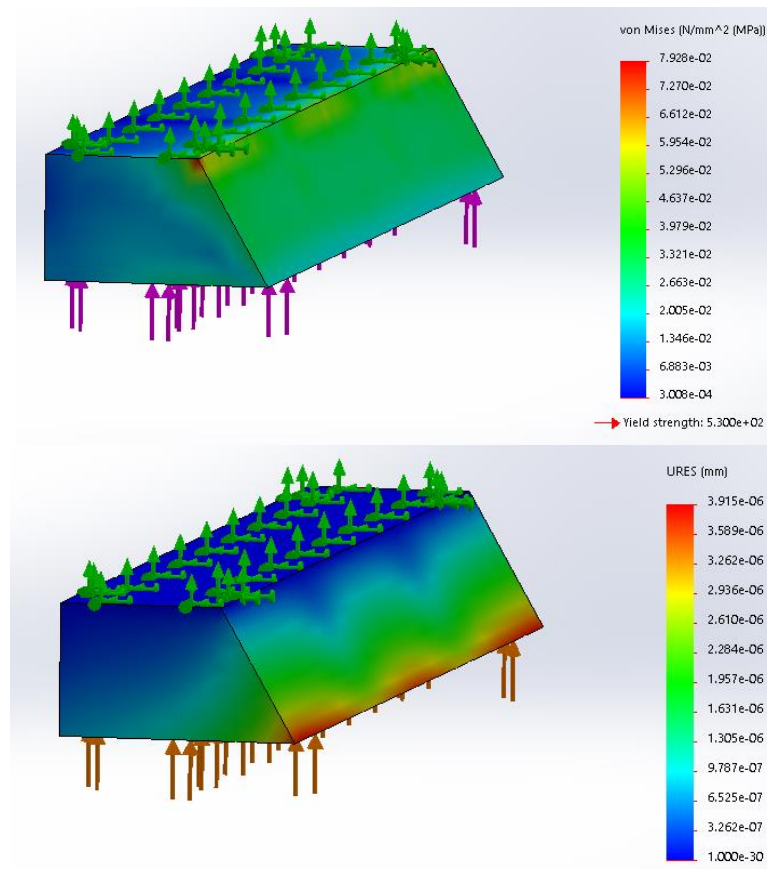 von Mises (N/mm^2 (MPa))
7.928e-02
7.270e-02
6.612e-02
5.954e-02
5.296e-02
4.637e-02
3.979e-02
3.321e-02
2.663e-02
2.005e-02
1.346e-02
6.883e-03
3.008e-04
Yield strength: 5.300e+02
URES (mm)
3.915e-06
3.589e-06
3.262e-06
2.936e-06
2.610e-06
2.284e-06
1.957e-06
1.631e-06
1.305e-06
9.787e-07
6.525e-07
3.262e-07
1.000e-30